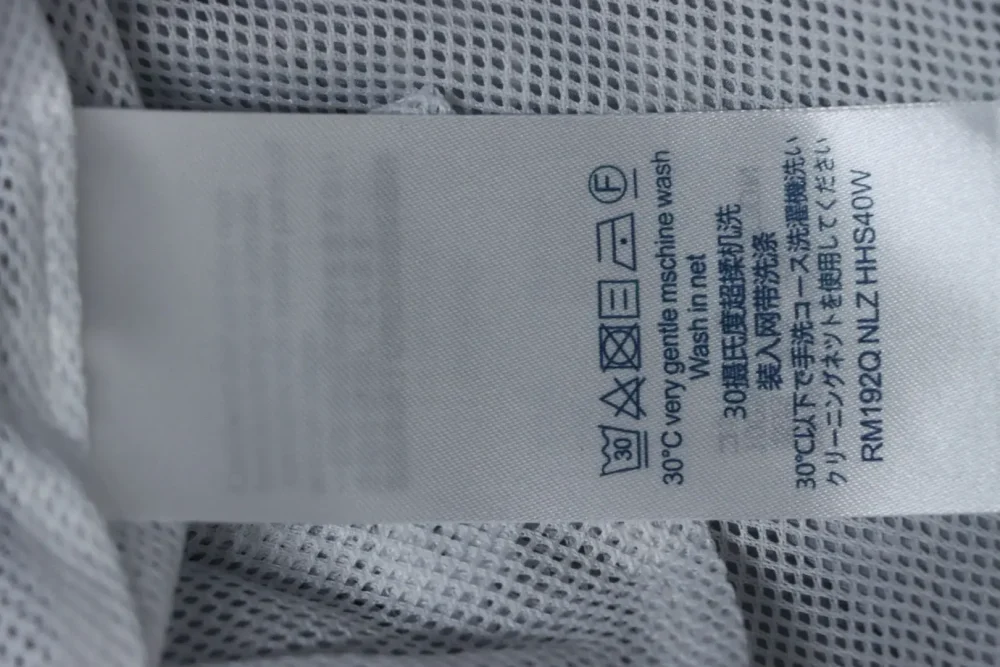 30 F
30°C very gentle mschine wash
Wash in net
30摄氏度超揉机洗
装入网带洗涤
30℃以下で手洗コース洗濯機洗い
クリーニングネットを使用してください
RM192Q NLZ HHS40W